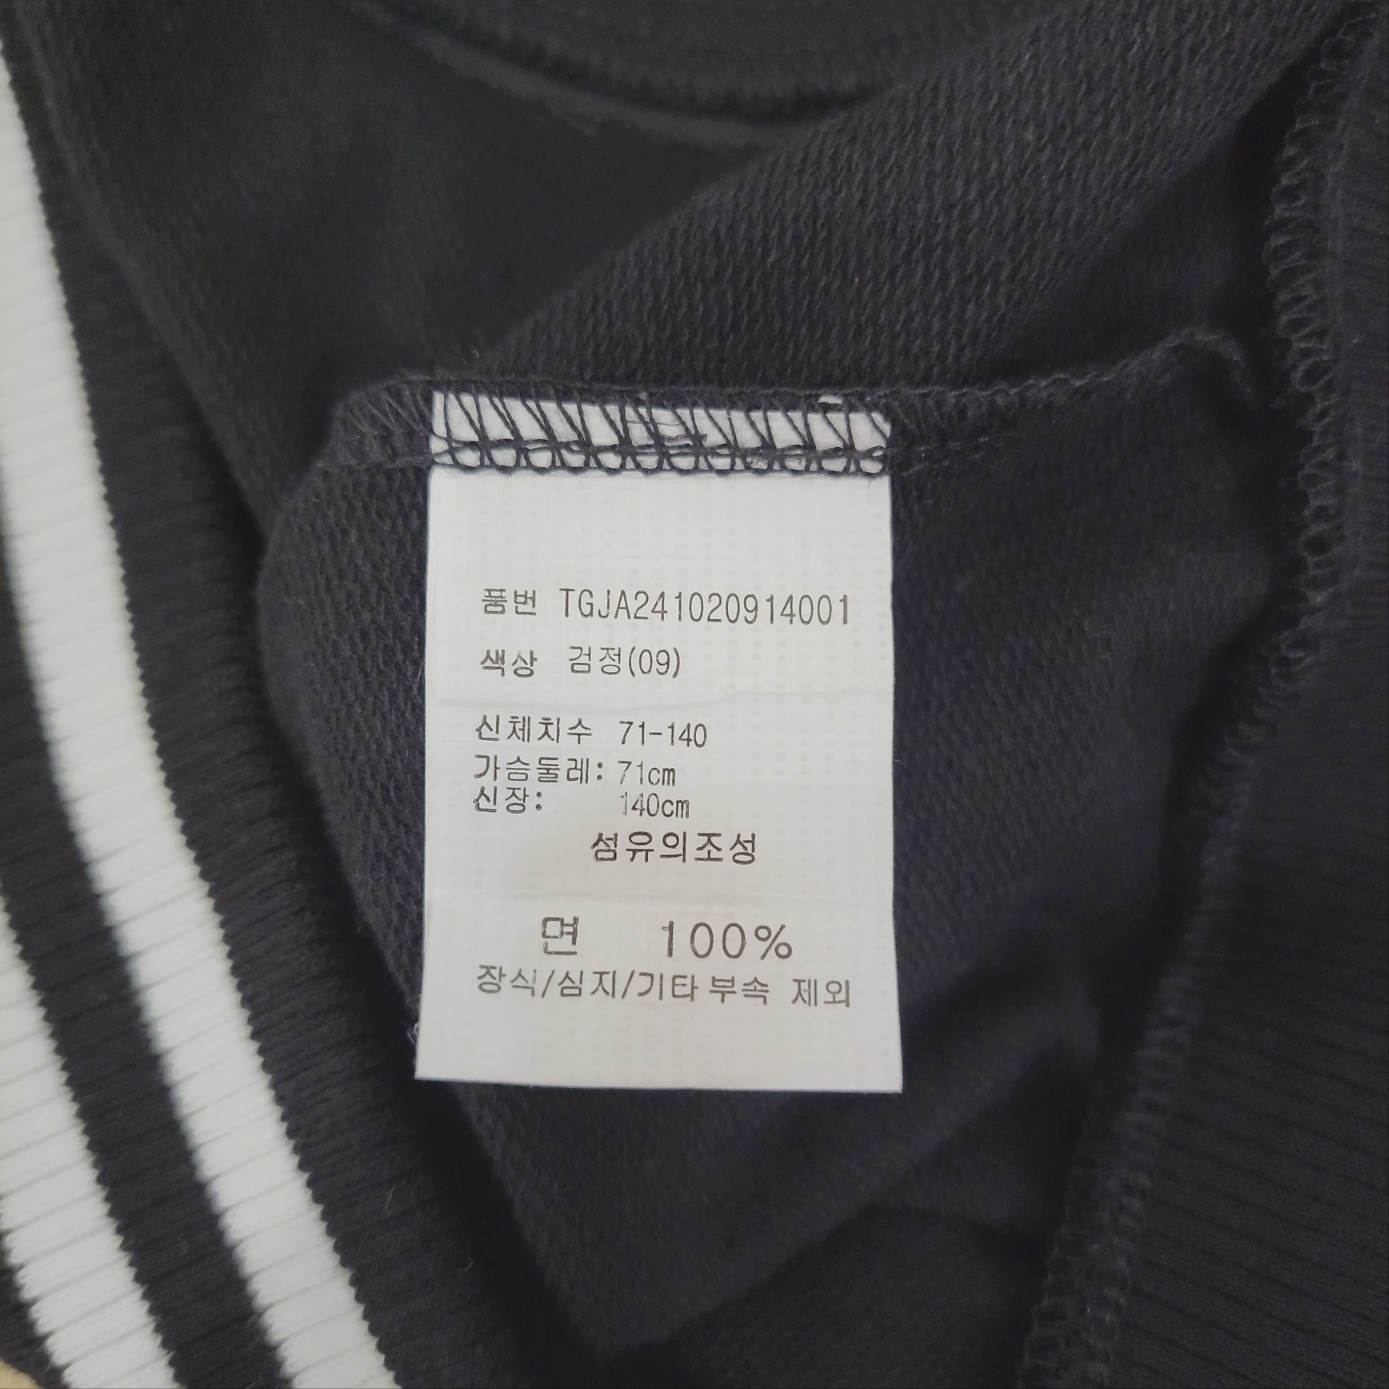 품번 TGJA241020914001
색상 검정(09)
신체치수 71-140
가슴둘레: 71cm
신장: 140cm
섬유의조성
면 100%
장식/심지/기타 부속 제외